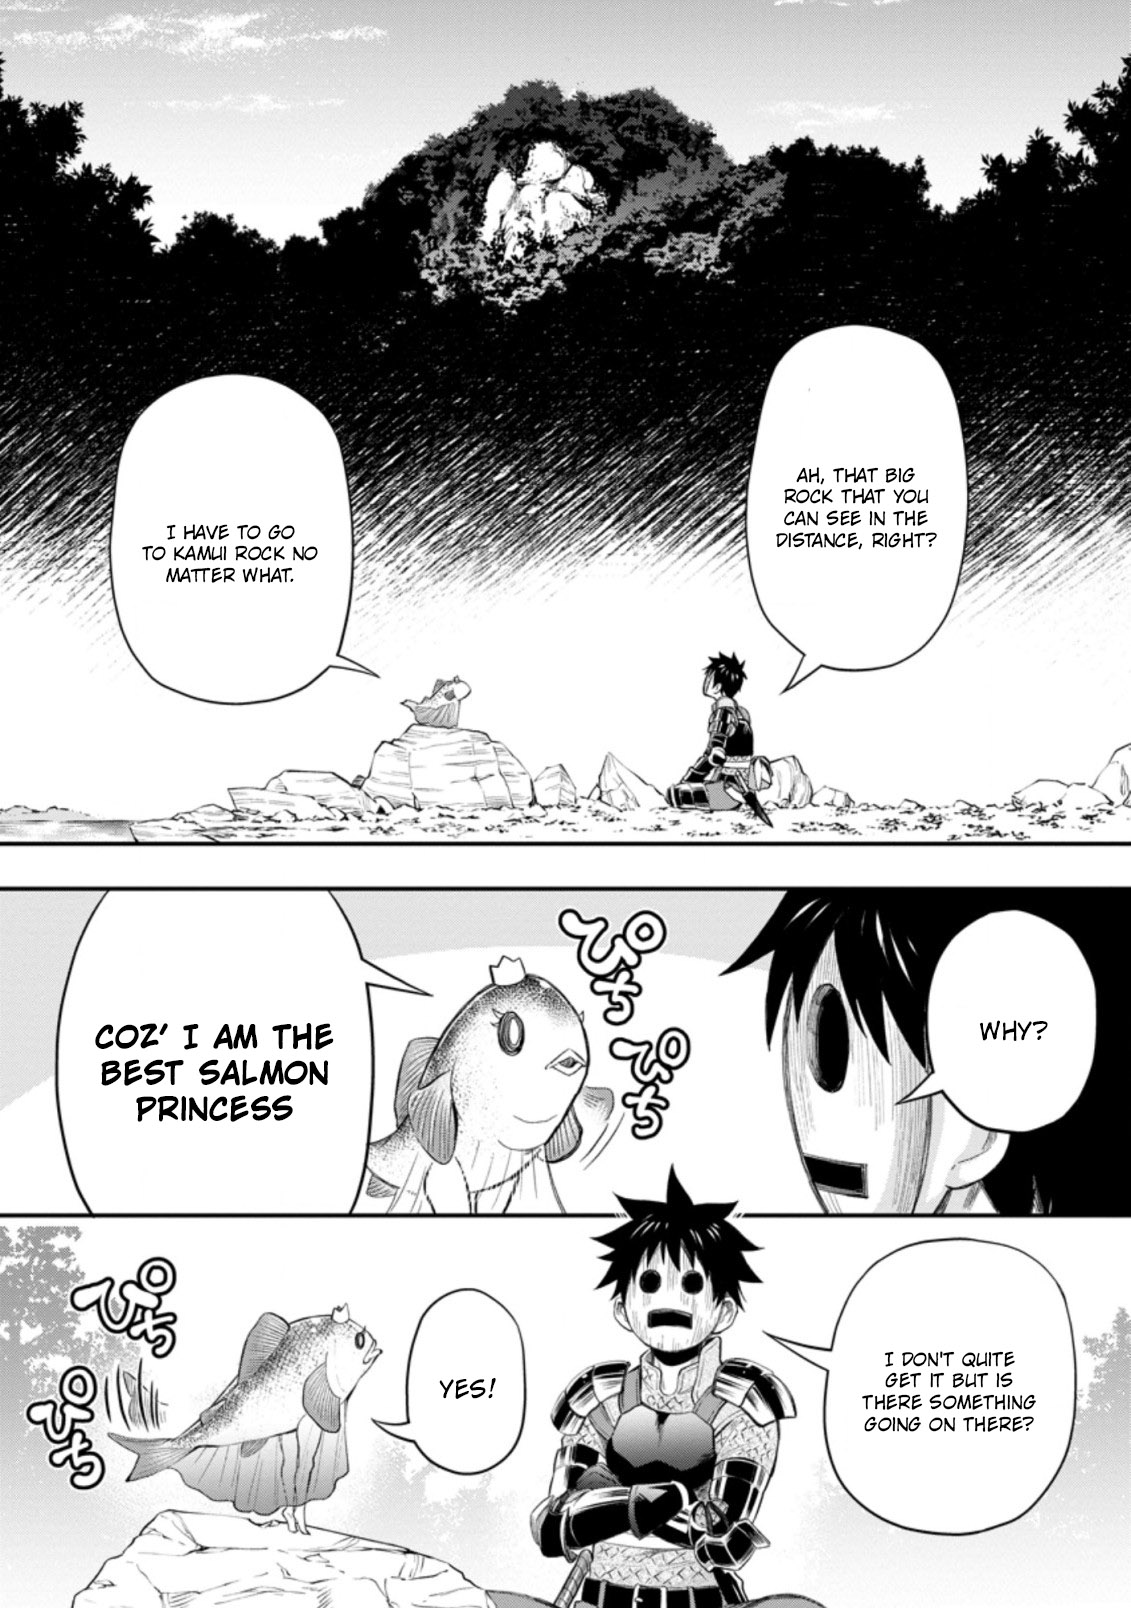 AH, THAT BIG
ROCK THAT YOU
CAN SEE IN THE
DISTANCE, RIGHT?
I HAVE TO GO
TO KAMUI ROCK NO
MATTER WHAT.
WHY?
ぴち
ぴち
COZ' I AM THE
BEST SALMON
PRINCESS
I DON'T QUITE
GET IT BUT IS
THERE SOMETHING
GOING ON THERE?
YES!
ぴち
ぴち